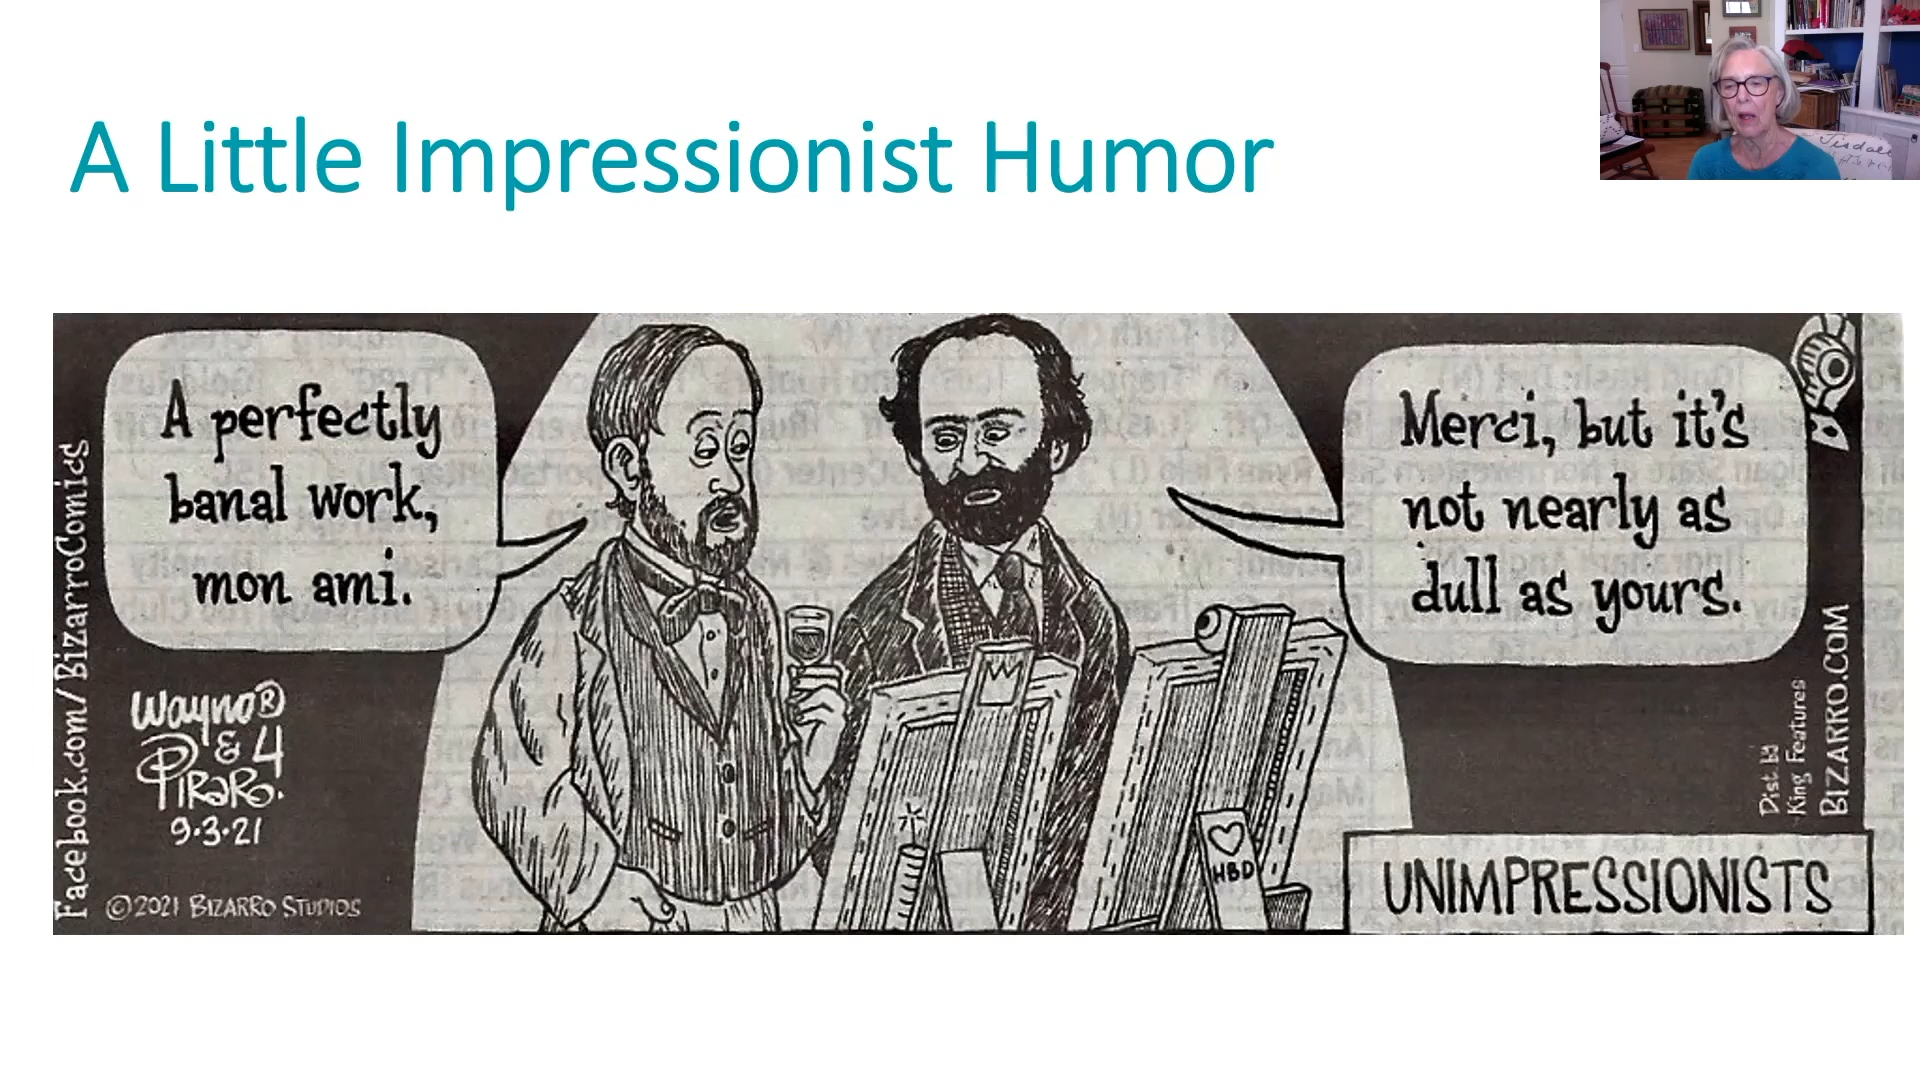 A Little Impressionist Humor
A perfectly
banal work,
mon ami.
Merci, but it's
not nearly as
dull as yours.
Facebook.com/BizarroComics
Wayno®
& 4
PIRARO.
9.3.21
©2021 BIZARRO STUDIOS
HBD
Dist by
King Features
BIZARRO.COM
UNIMPRESSIONISTS
Tisdale